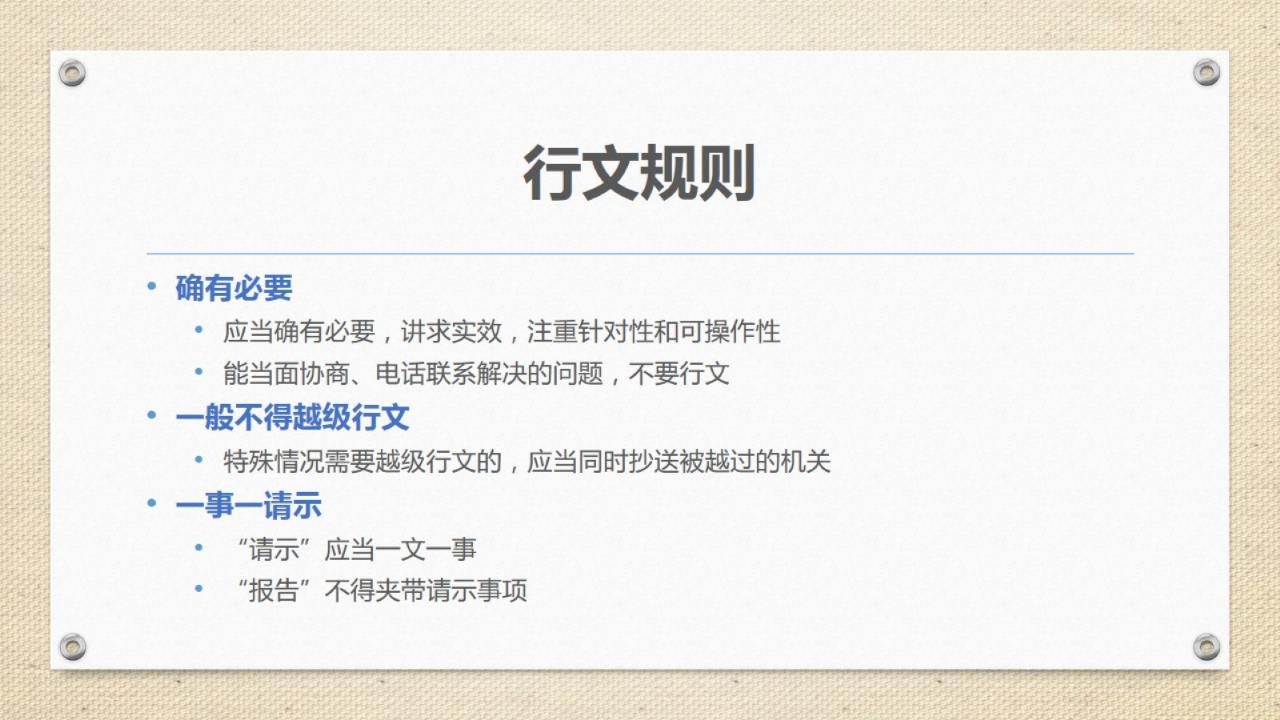 行文规则
• 确有必要
• 应当确有必要，讲求实效，注重针对性和可操作性
• 能当面协商、电话联系解决的问题，不要行文
• 一般不得越级行文
• 特殊情况需要越级行文的，应当同时抄送被越过的机关
• 一事一请示
• “请示”应当一文一事
• “报告”不得夹带请示事项